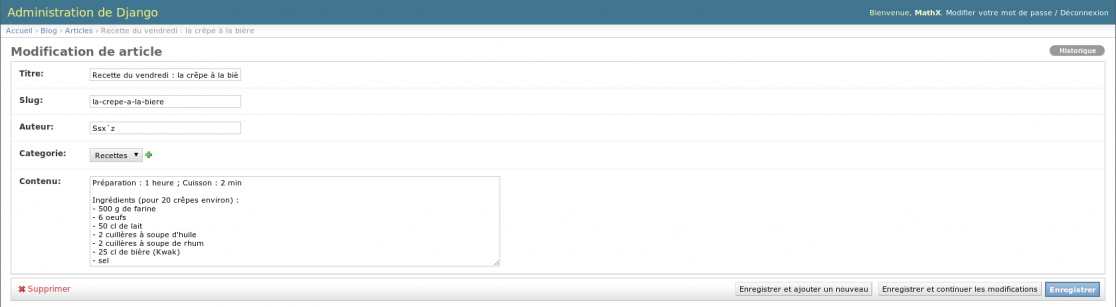 Administration de Django
Bienvenue, MathX. Modifier votre mot de passe / Déconnexion
Accueil › Blog › Articles › Recette du vendredi : la crêpe à la bière
Modification de article
Historique
Titre: Recette du vendredi : la crêpe à la biè
Slug: la-crepe-a-la-biere
Auteur: Ssx`z
Categorie: Recettes
Contenu: Préparation : 1 heure ; Cuisson : 2 min
Ingrédients (pour 20 crêpes environ) :
- 500 g de farine
- 6 oeufs
- 50 cl de lait
- 2 cuillères à soupe d'huile
- 2 cuillères à soupe de rhum
- 25 cl de bière (Kwak)
- sel
Supprimer
Enregistrer et ajouter un nouveau
Enregistrer et continuer les modifications
Enregistrer